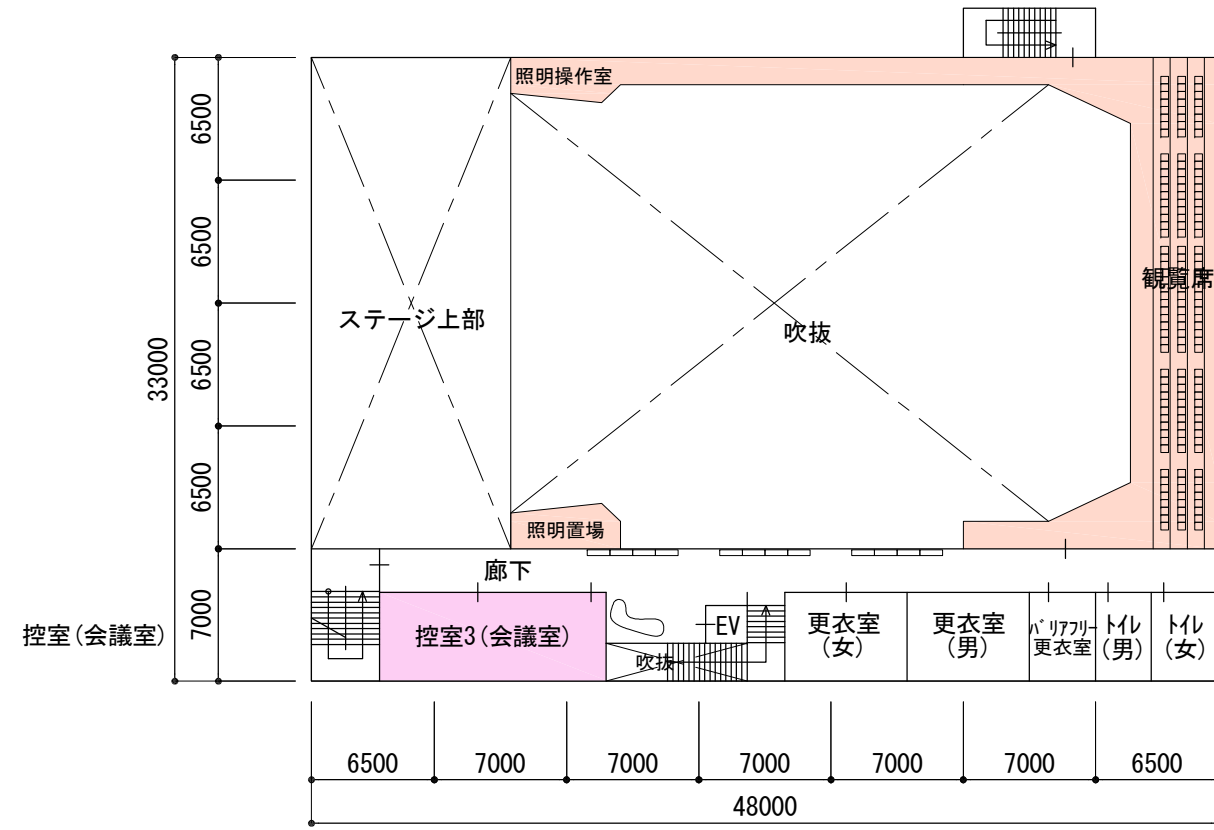 照明操作室
6500
6500
6500
6500
7000
33000
ステージ上部
吹抜
観覧席
照明置場
廊下
控室(会議室)
控室3(会議室)
吹抜
EV
更衣室
(女)
更衣室
(男)
バリアフリー
更衣室
トイレ
(男)
トイレ
(女)
6500
7000
7000
7000
7000
7000
6500
48000